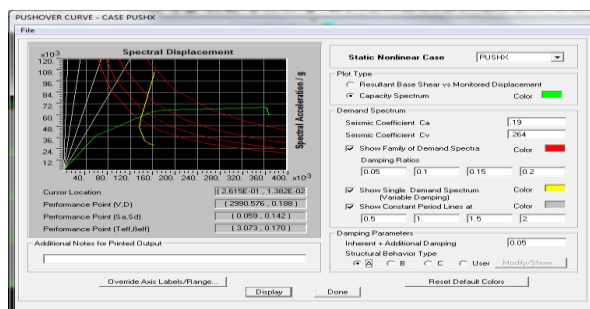 PUSHOVER CURVE - CASE PUSHX
File
Spectral Displacement
x10 -3
120.
108.
96.
84.
72.
60.
48.
36.
24.
12.
Spectral Acceleration / g
40. 80. 120. 160. 200. 240. 280. 320. 360. 400. x10 -3
Cursor Location ( 2.615E-01 , 1.382E-02
Performance Point (V,D) ( 2990.576 , 0.188 )
Performance Point (Sa,Sd) ( 0.059 , 0.142 )
Performance Point (Teff,Beff) ( 3.073 , 0.170 )
Additional Notes for Printed Output
Override Axis Labels/Range...
Display
Done
Static Nonlinear Case PUSHX
Plot Type
Resultant Base Shear vs Monitored Displacement
Capacity Spectrum Color
Demand Spectrum
Seismic Coefficient Ca .19
Seismic Coefficient Cv .264
Show Family of Demand Spectra Color
Damping Ratios
0.05 0.1 0.15 0.2
Show Single Demand Spectrum Color
(Variable Damping)
Show Constant Period Lines at Color
0.5 1. 1.5 2.
Damping Parameters
Inherent + Additional Damping 0.05
Structural Behavior Type
A B C User Modify/Show...
Reset Default Colors